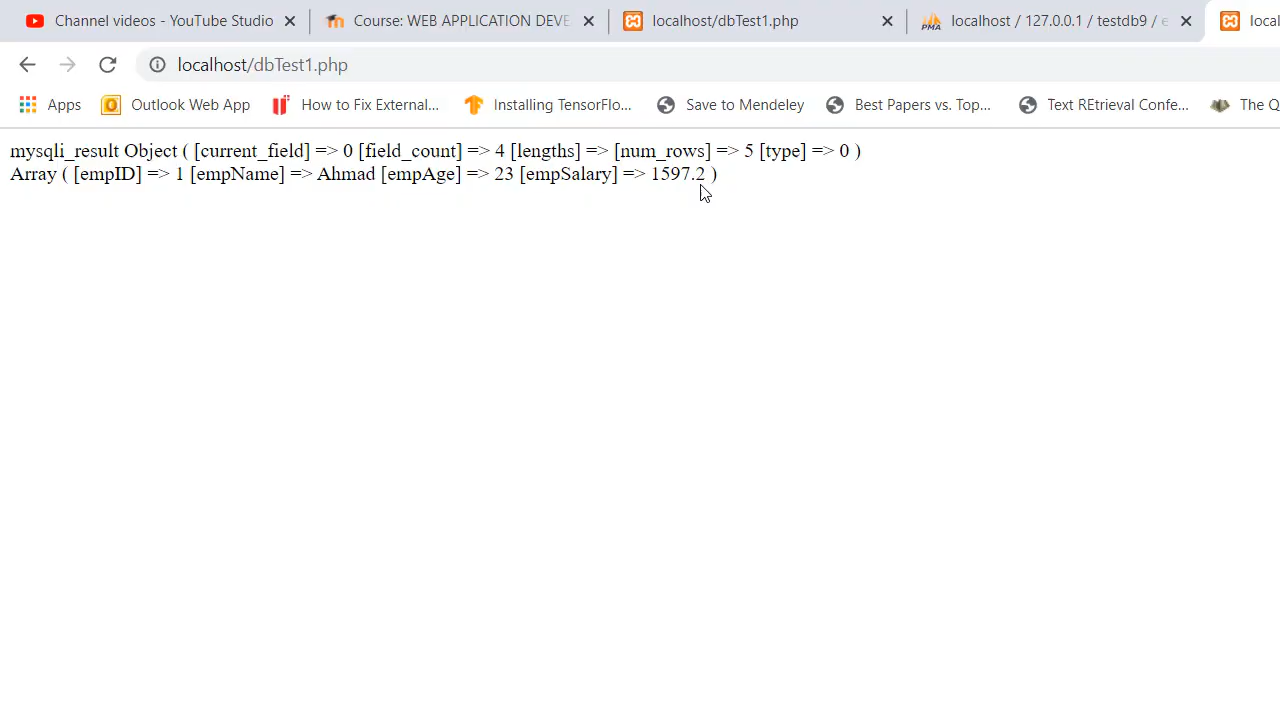 Channel videos - YouTube Studio
Course: WEB APPLICATION DEVE
localhost/dbTest1.php
PMA
localhost / 127.0.0.1 / testdb9 / e
local
localhost/dbTest1.php
Apps
Outlook Web App
How to Fix External...
Installing TensorFlo...
Save to Mendeley
Best Papers vs. Top...
Text REtrieval Confe...
The Q
mysqli_result Object ( [current_field] => 0 [field_count] => 4 [lengths] => [num_rows] => 5 [type] => 0 )
Array ( [empID] => 1 [empName] => Ahmad [empAge] => 23 [empSalary] => 1597.2 )